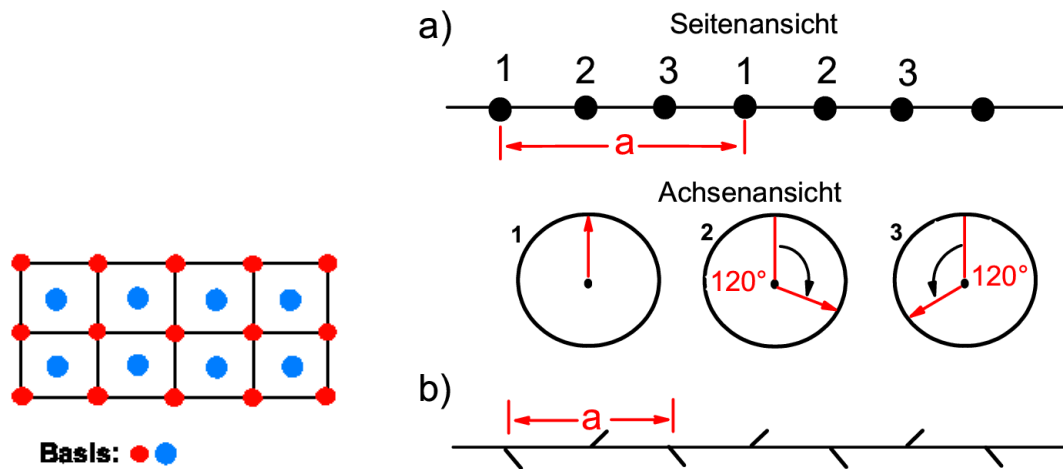 a)
Seitenansicht
1 2 3 1 2 3
a
Achsenansicht
1 2 3
120° 120°
b)
a
Basis: